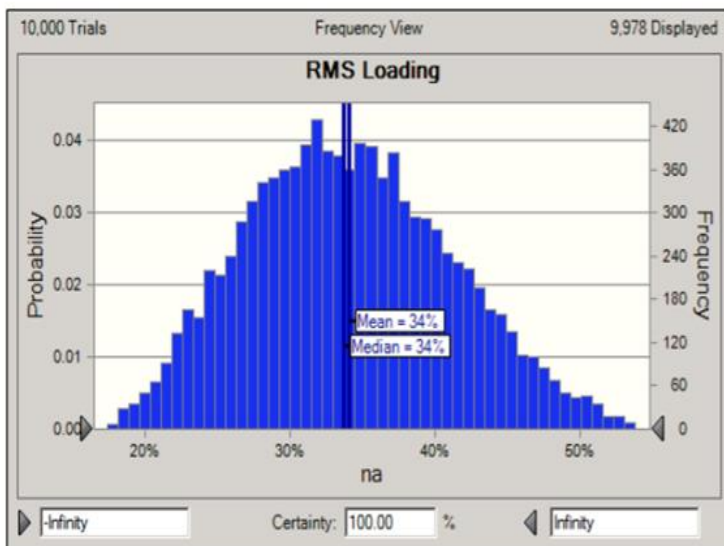 10,000 Trials Frequency View 9,978 Displayed
RMS Loading
Probability
0.04
0.03
0.02
0.01
0.00
Mean = 34%
Median = 34%
420
360
300
240
180
120
60
0
Frequency
20% 30% 40% 50%
na
-Infinity Certainty: 100.00 % Infinity